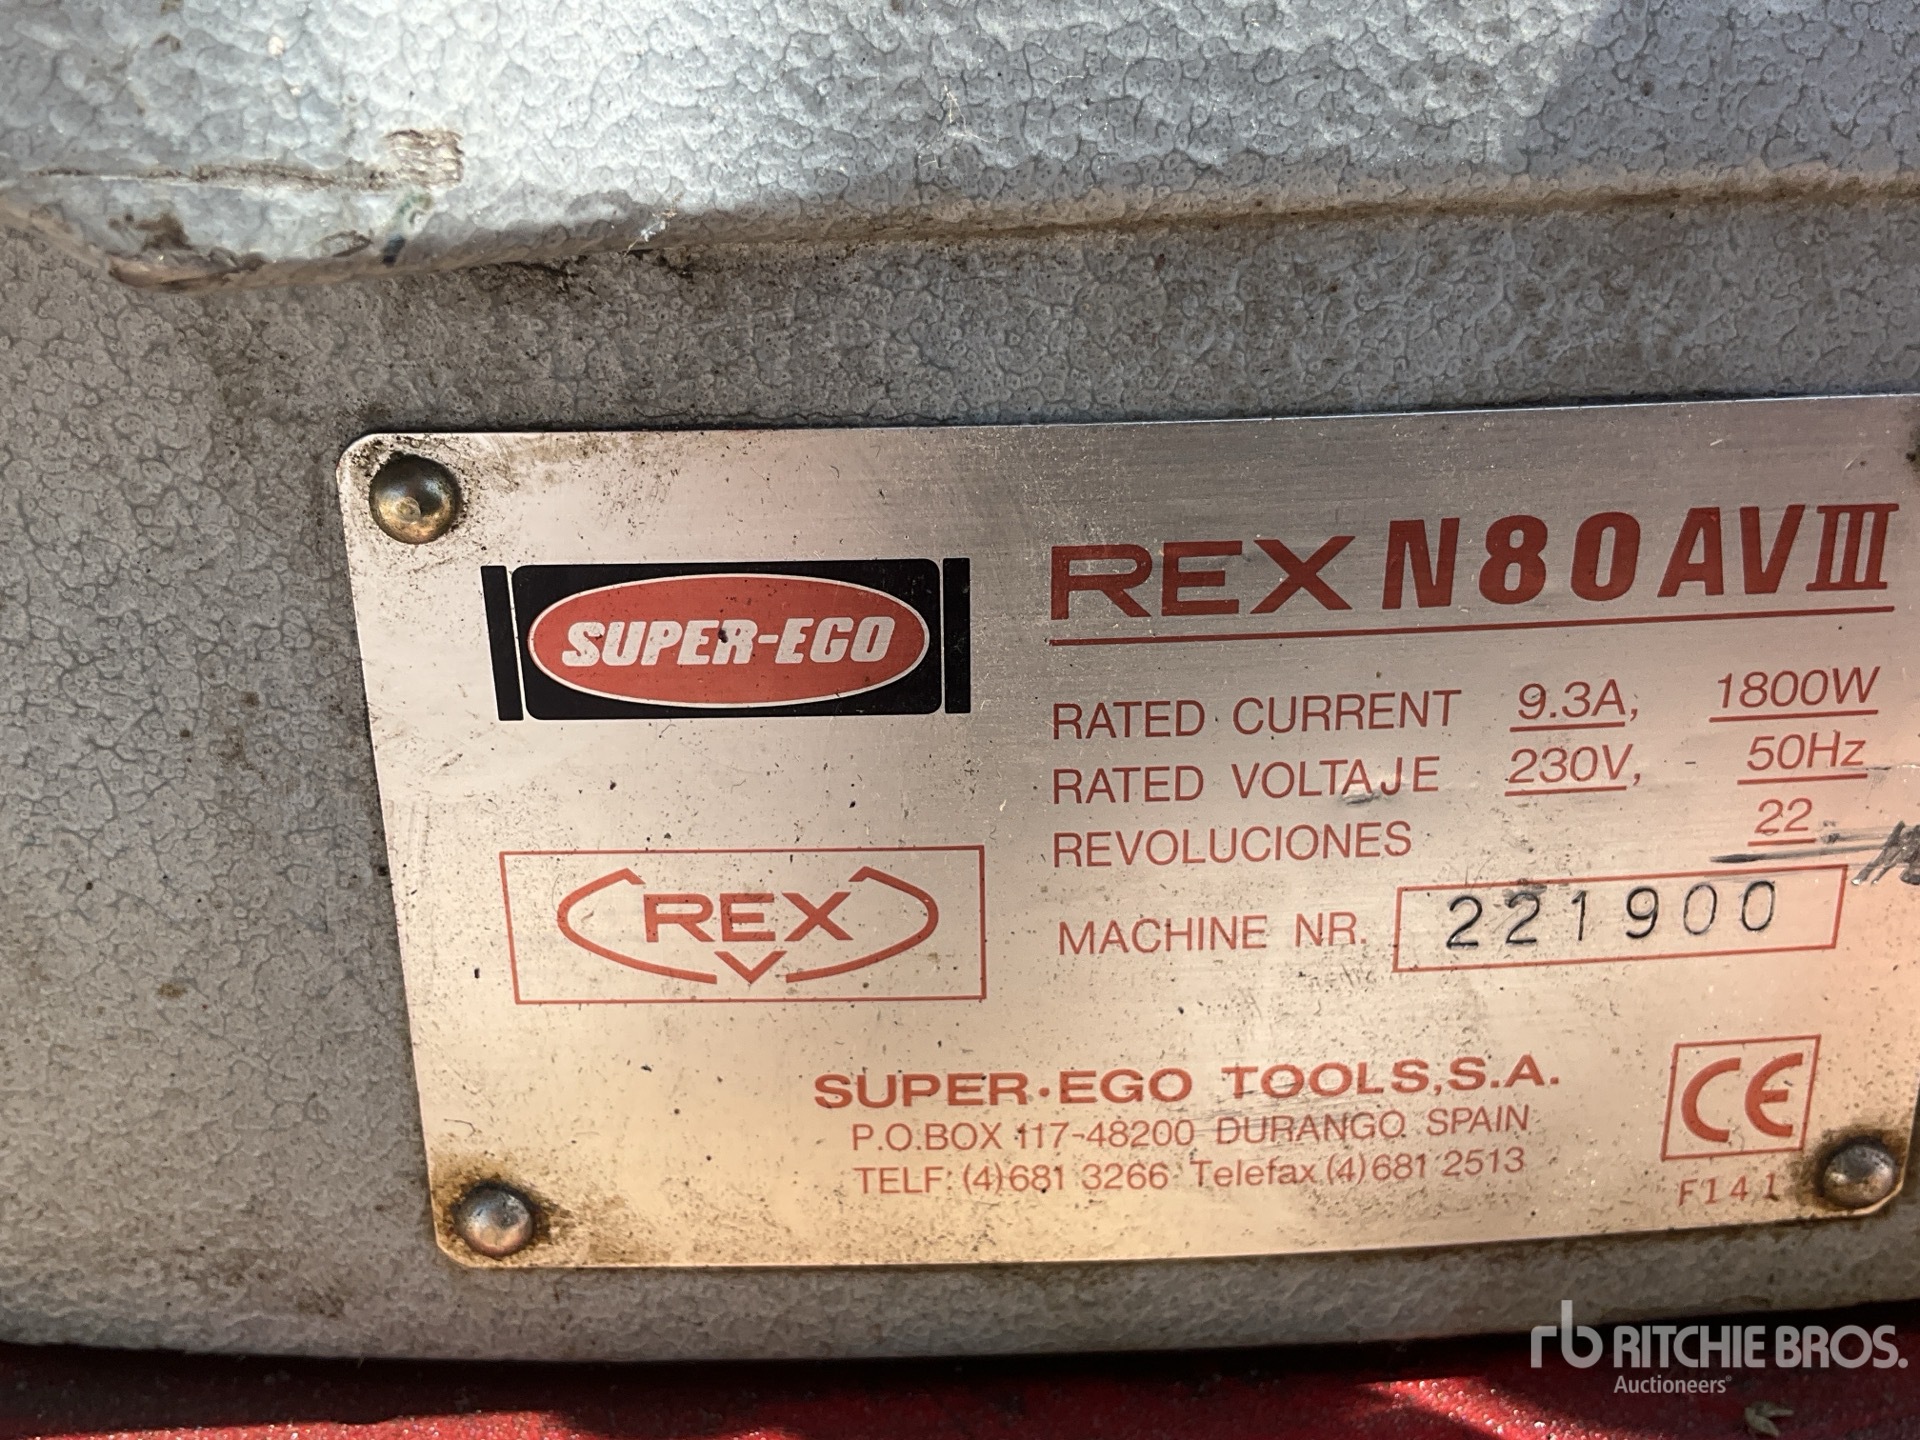 SUPER-EGO
REX N80AVIII
RATED CURRENT 9.3A, 1800W
RATED VOLTAJE 230V, 50Hz
REVOLUCIONES 22
MACHINE NR. 221900
REX
SUPER·EGO TOOLS,S.A.
P.O.BOX 117-48200 DURANGO SPAIN
TELF: (4)681 3266 Telefax (4)681 2513
CE
F141
rb RITCHIE BROS.
Auctioneers